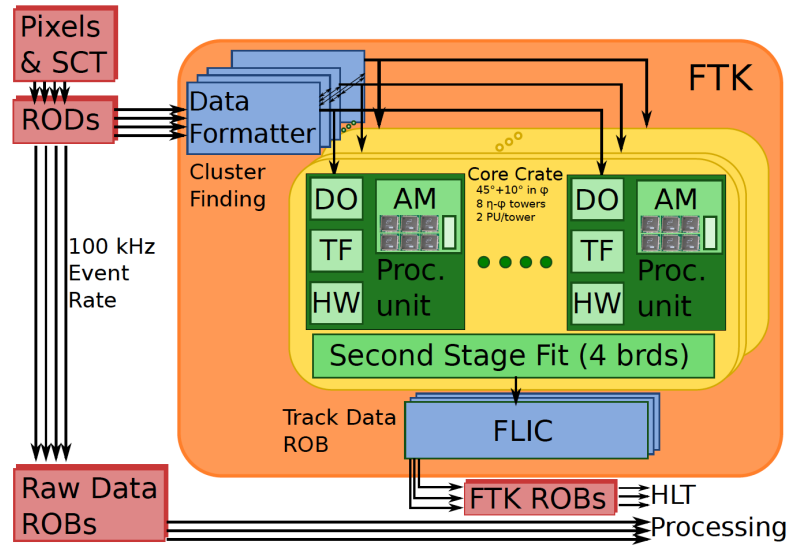 Pixels
& SCT
RODs
FTK
Data
Formatter
Cluster
Finding
Core Crate
45°+10° in φ
8 η-φ towers
2 PU/tower
DO
AM
TF
Proc.
unit
HW
DO
AM
TF
Proc.
unit
HW
100 kHz
Event
Rate
Second Stage Fit (4 brds)
Track Data
ROB
FLIC
Raw Data
ROBs
FTK ROBs
HLT
Processing